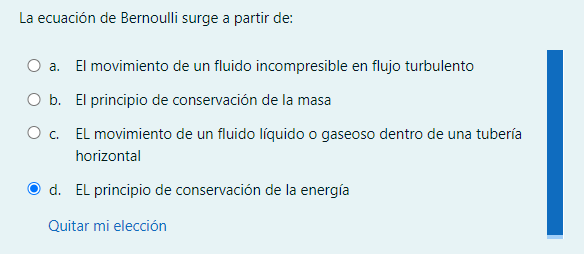 La ecuación de Bernoulli surge a partir de:
a. El movimiento de un fluido incompresible en flujo turbulento
b. El principio de conservación de la masa
c. EL movimiento de un fluido líquido o gaseoso dentro de una tubería
horizontal
d. EL principio de conservación de la energía
Quitar mi elección